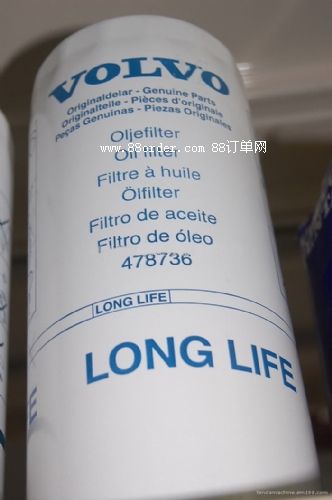 VOLVO
Originaldelar - Genuine Parts
Originalteile - Pièces d'origine
Peças Genuinas - Piezas Originales
Oljefilter
Oil filter
www.88order.com 88订单网
Filtre à huile
Ölfilter
Filtro de aceite
Filtro de óleo
478736
LONG LIFE
LONG LIFE